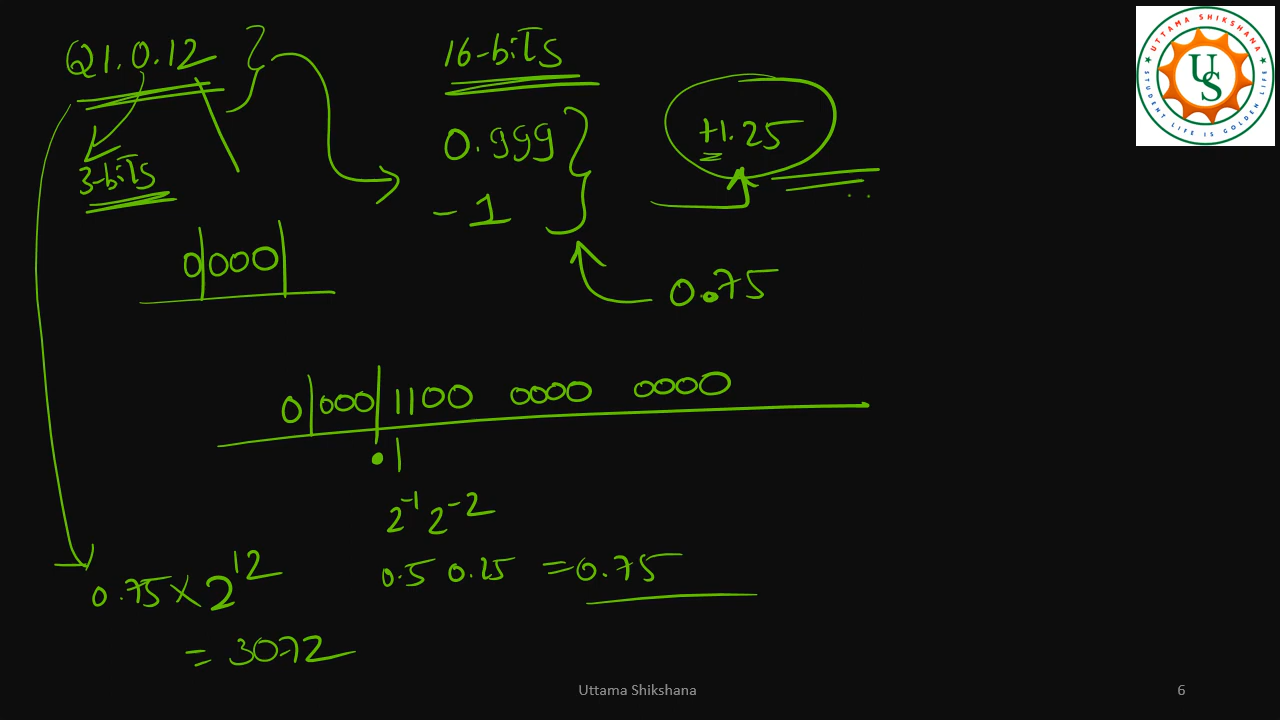 Q1.0.12
16-bits
0.999
+1.25
3-bits
-1
0|000|
0.75
0|000|1100 0000 0000
.|
2^-1 2^-2
0.5 0.25 =0.75
0.75 × 2^12
= 3072
UTTAMA SHIKSHANA
US
STUDENT LIFE IS GOLDEN LIFE
Uttama Shikshana
6